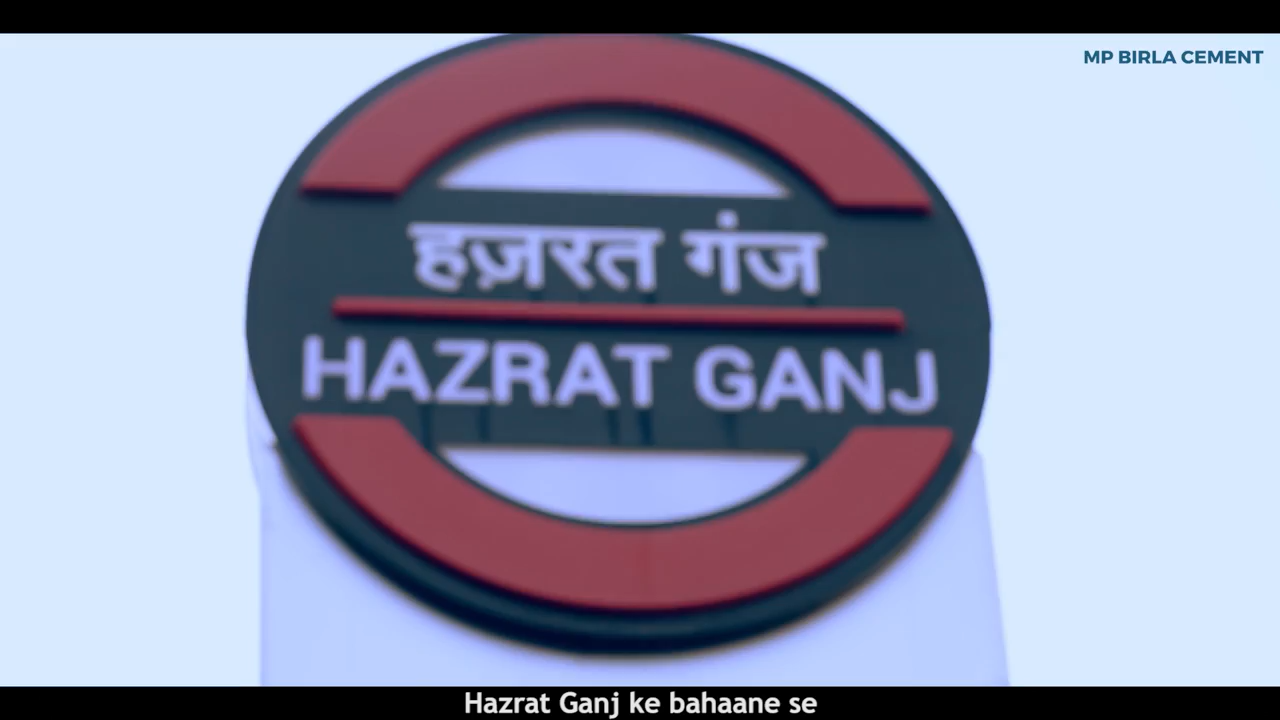 MP BIRLA CEMENT
हज़रत गंज
HAZRAT GANJ
Hazrat Ganj ke bahaane se